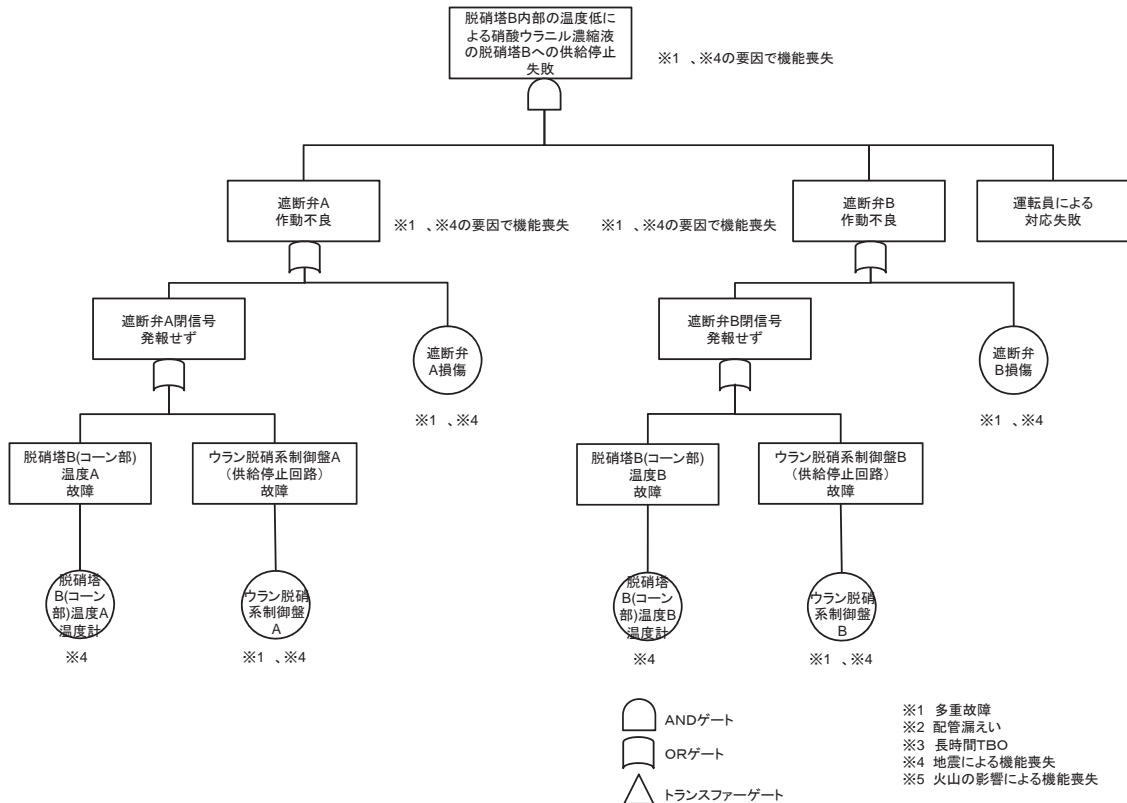 脱硝塔B内部の温度低に
よる硝酸ウラニル濃縮液
の脱硝塔Bへの供給停止
失敗
※1 、※4の要因で機能喪失
遮断弁A
作動不良
※1 、※4の要因で機能喪失
※1 、※4の要因で機能喪失
遮断弁B
作動不良
運転員による
対応失敗
遮断弁A閉信号
発報せず
遮断弁
A損傷
※1 、※4
遮断弁B閉信号
発報せず
遮断弁
B損傷
※1 、※4
脱硝塔B(コーン部)
温度A
故障
ウラン脱硝系制御盤A
(供給停止回路)
故障
脱硝塔B(コーン部)
温度B
故障
ウラン脱硝系制御盤B
(供給停止回路)
故障
脱硝塔
B(コーン
部)温度A
温度計
※4
ウラン脱硝
系制御盤
A
※1 、※4
脱硝塔
B(コーン
部)温度B
温度計
※4
ウラン脱硝
系制御盤
B
※1 、※4
ANDゲート
ORゲート
トランスファーゲート
※1 多重故障
※2 配管漏えい
※3 長時間TBO
※4 地震による機能喪失
※5 火山の影響による機能喪失